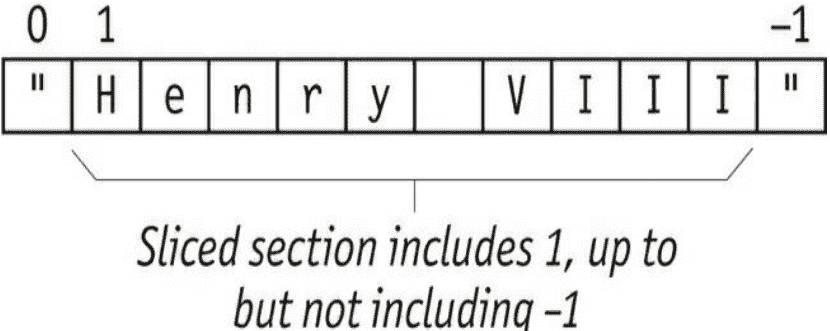 0 1 –1
" H e n r y V I I I "
Sliced section includes 1, up to
but not including –1